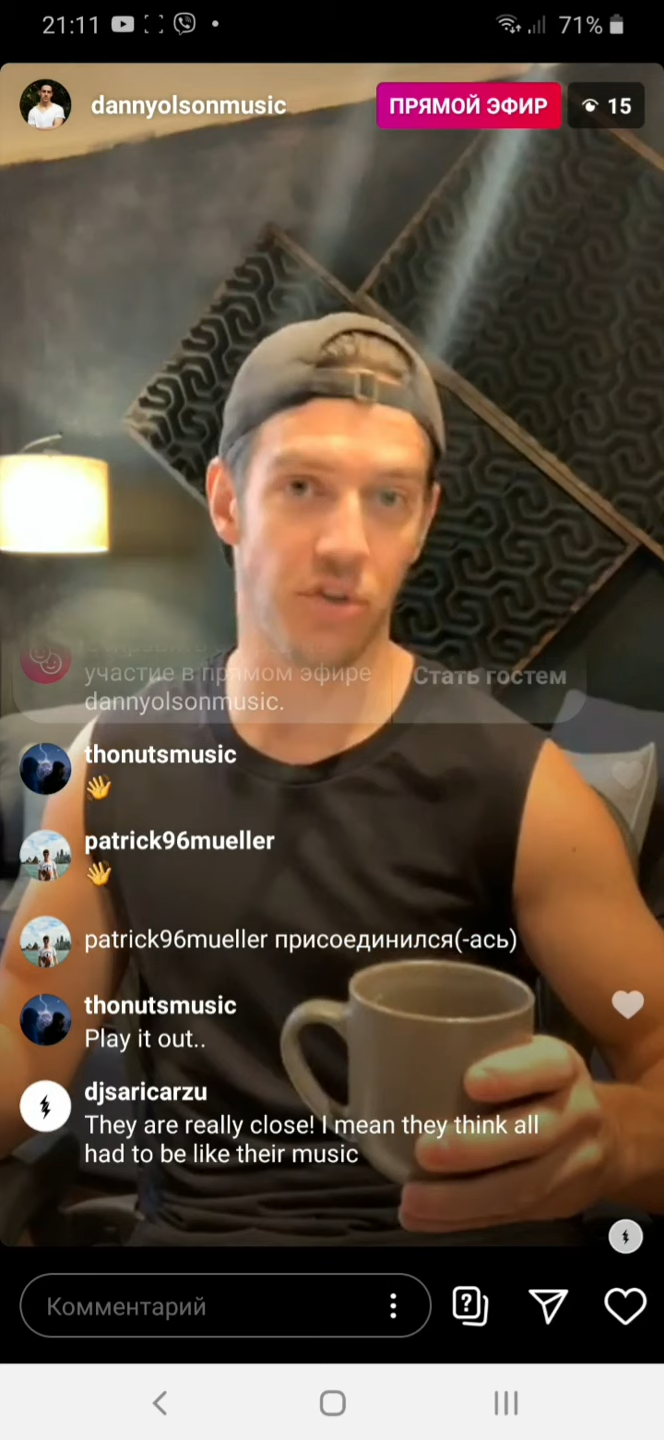 21:11
71%
dannyolsonmusic
ПРЯМОЙ ЭФИР
15
участие в прямом эфире
Стать гостем
dannyolsonmusic.
thonutsmusic
👋
patrick96mueller
👋
patrick96mueller присоединился(-ась)
thonutsmusic
Play it out..
djsaricarzu
They are really close! I mean they think all
had to be like their music
Комментарий